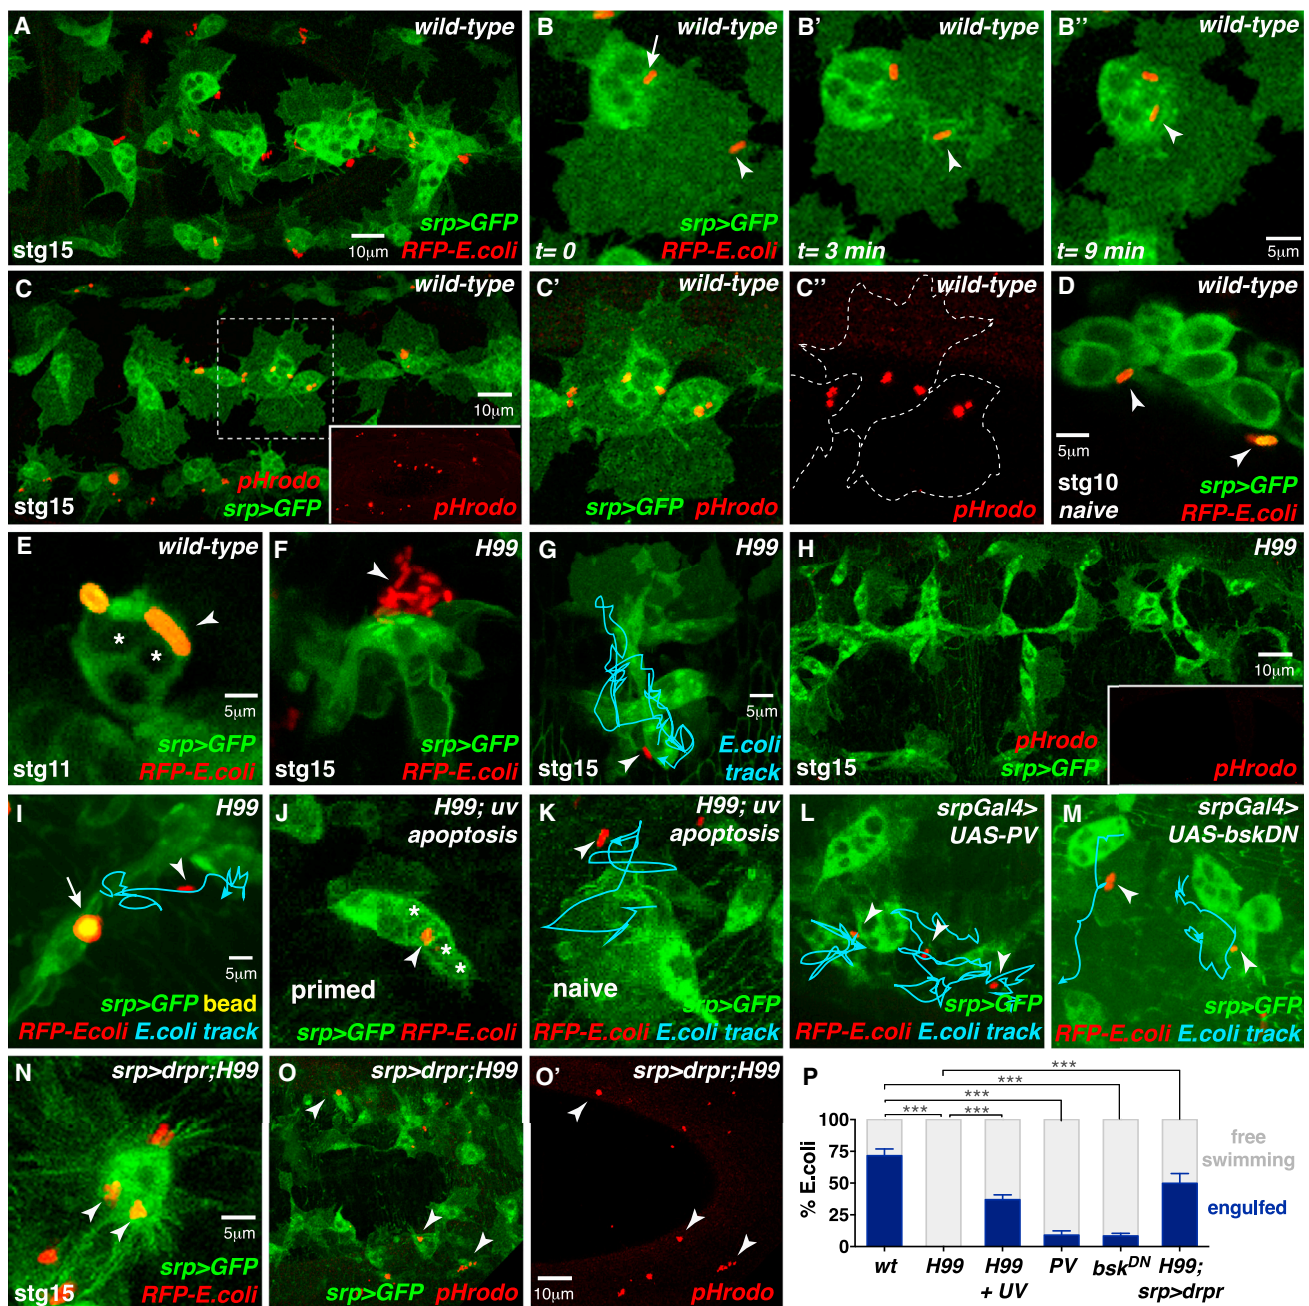 A
wild-type
stg15
10μm
srp>GFP
RFP-E.coli
B
wild-type
t= 0
srp>GFP
RFP-E.coli
B'
wild-type
t= 3 min
B''
wild-type
t= 9 min
5μm
C
wild-type
stg15
10μm
pHrodo
srp>GFP
pHrodo
C'
wild-type
srp>GFP pHrodo
C''
wild-type
pHrodo
D
wild-type
5μm
stg10
naive
srp>GFP
RFP-E.coli
E
wild-type
* *
5μm
stg11
srp>GFP
RFP-E.coli
F
H99
stg15
srp>GFP
RFP-E.coli
G
H99
5μm
stg15
E.coli
track
H
H99
10μm
stg15
pHrodo
srp>GFP
pHrodo
I
H99
5μm
srp>GFP bead
RFP-Ecoli E.coli track
J
H99; uv
apoptosis
* * *
primed
srp>GFP RFP-E.coli
K
H99; uv
apoptosis
naive
srp>GFP
RFP-E.coli E.coli track
L
srpGal4>
UAS-PV
srp>GFP
RFP-E.coli E.coli track
M
srpGal4>
UAS-bskDN
srp>GFP
RFP-E.coli E.coli track
N
srp>drpr;H99
5μm
stg15
srp>GFP
RFP-E.coli
O
srp>drpr;H99
srp>GFP pHrodo
O'
srp>drpr;H99
10μm
pHrodo
P
***
***
***
*** ***
100
75
50
25
0
% E.coli
free
swimming
engulfed
wt
H99
H99
+ UV
PV
bskDN
H99;
srp>drpr